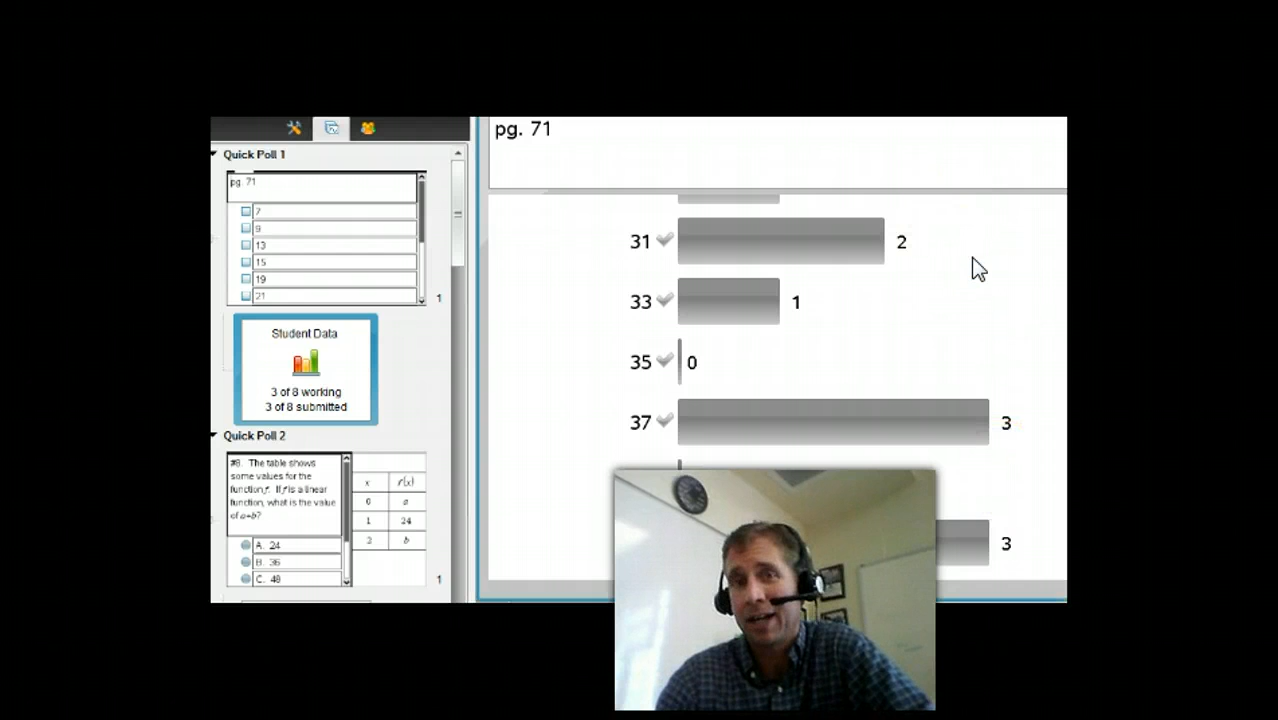 Quick Poll 1
pg. 71
7
9
13
15
19
21
1
Student Data
3 of 8 working
3 of 8 submitted
Quick Poll 2
#8. The table shows
some values for the
function f. If f is a linear
function, what is the value
of a+b?
x f(x)
0 a
1 24
2 b
A. 24
B. 36
C. 48
1
pg. 71
31 2
33 1
35 0
37 3
3